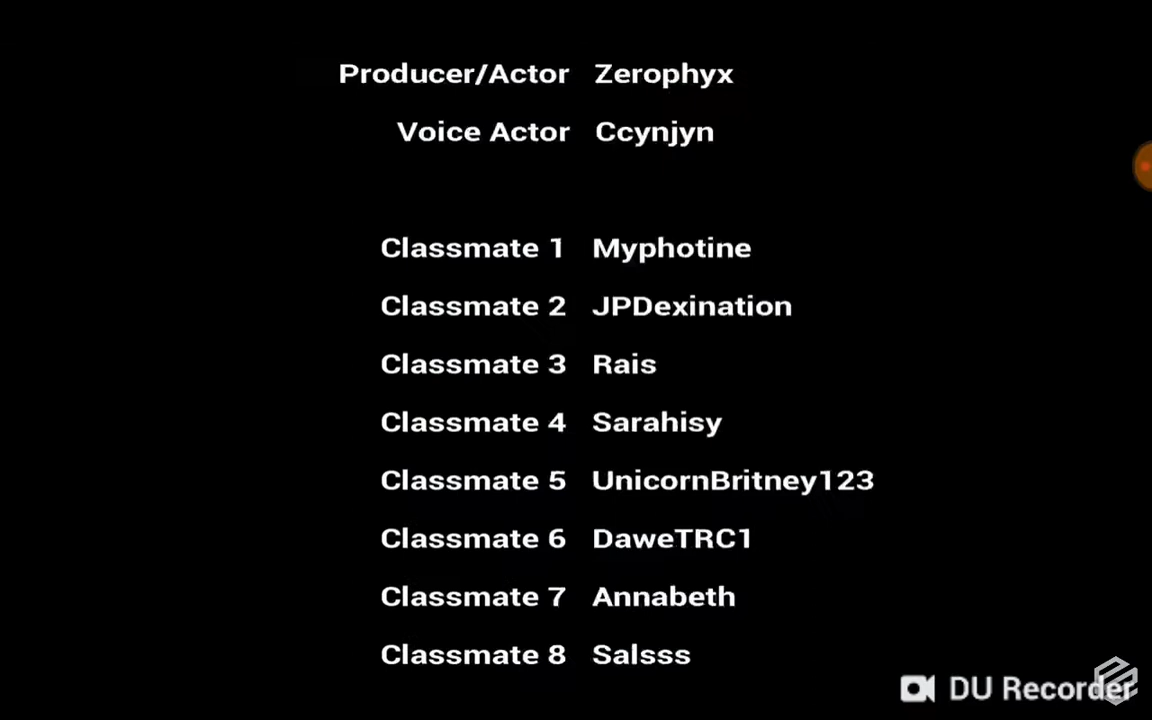 Producer/Actor Zerophyx
Voice Actor Ccynjyn
Classmate 1 Myphotine
Classmate 2 JPDexination
Classmate 3 Rais
Classmate 4 Sarahisy
Classmate 5 UnicornBritney123
Classmate 6 DaweTRC1
Classmate 7 Annabeth
Classmate 8 Salsss
DU Recorder